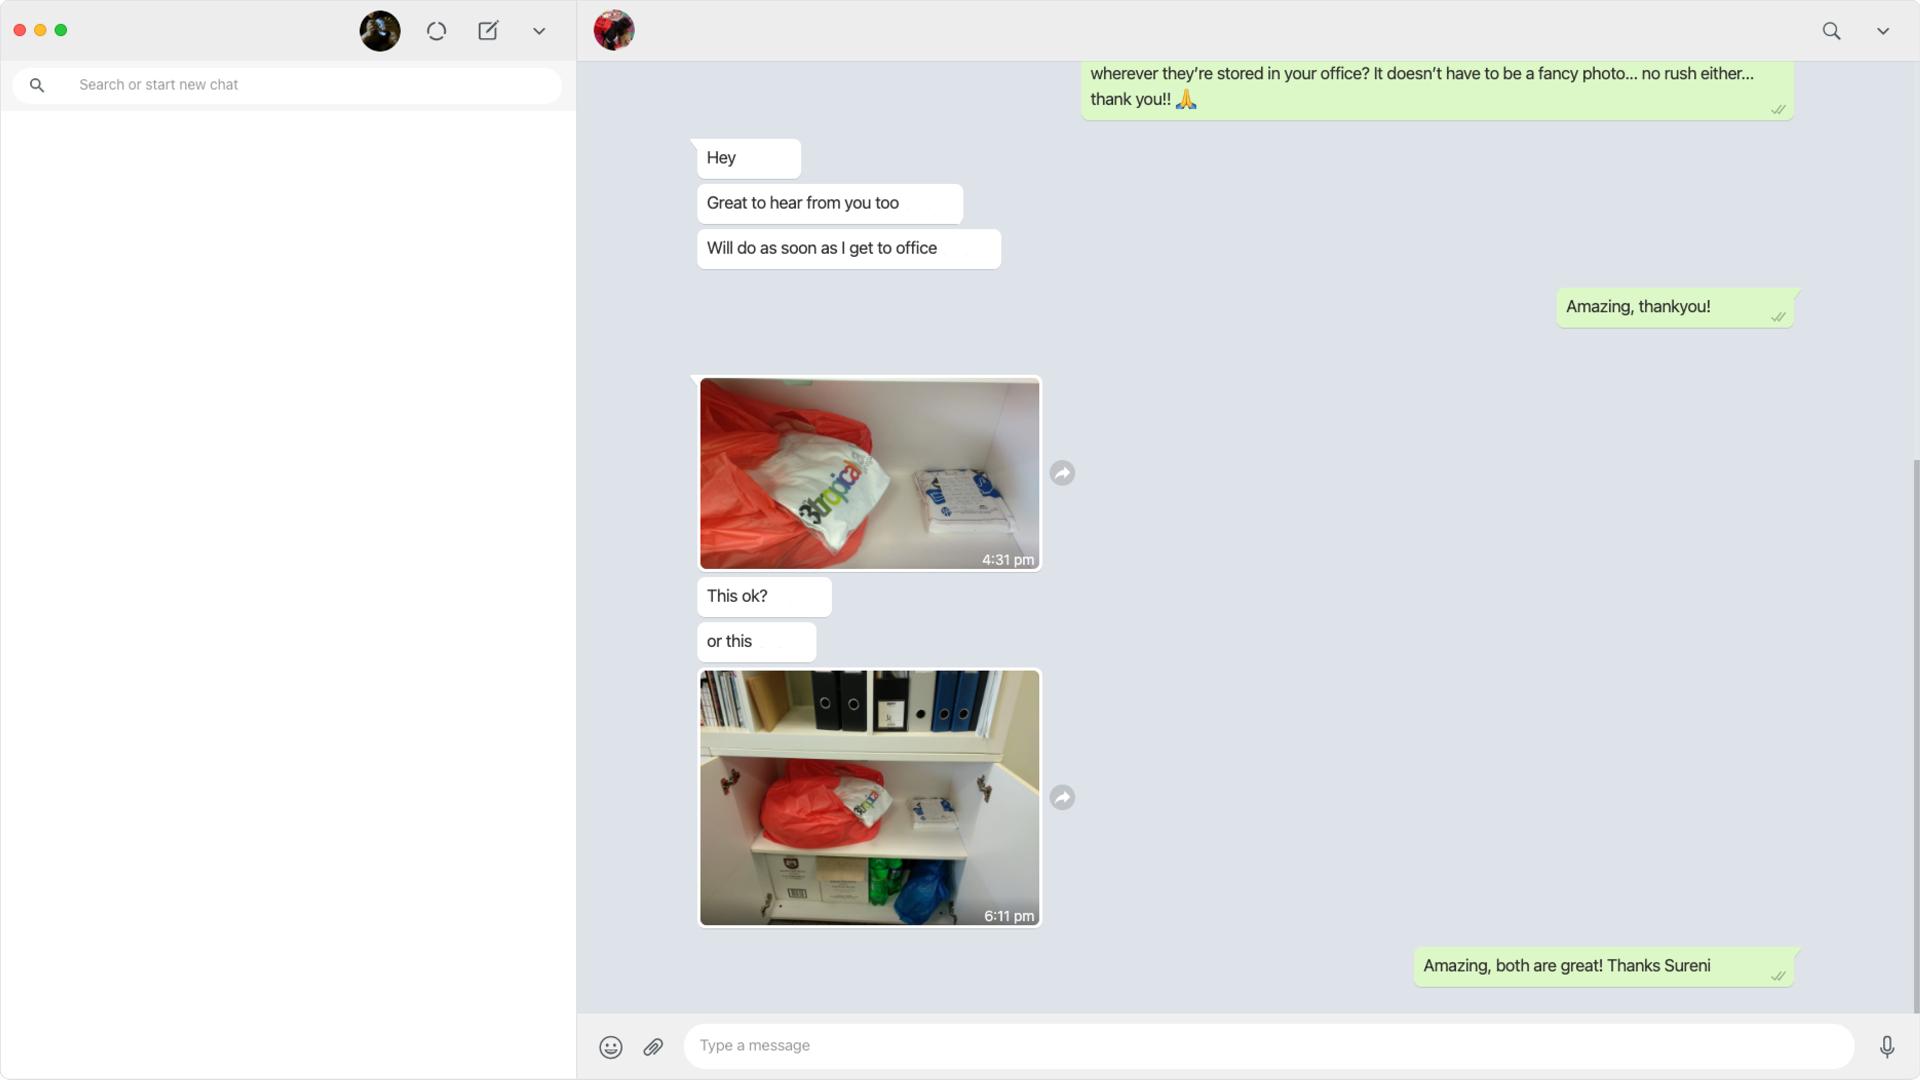 Search or start new chat
wherever they’re stored in your office? It doesn’t have to be a fancy photo... no rush either...
thank you!! 🙏
Hey
Great to hear from you too
Will do as soon as I get to office
Amazing, thankyou!
3tropical
4:31 pm
This ok?
or this
3tropical
6:11 pm
Amazing, both are great! Thanks Sureni
Type a message